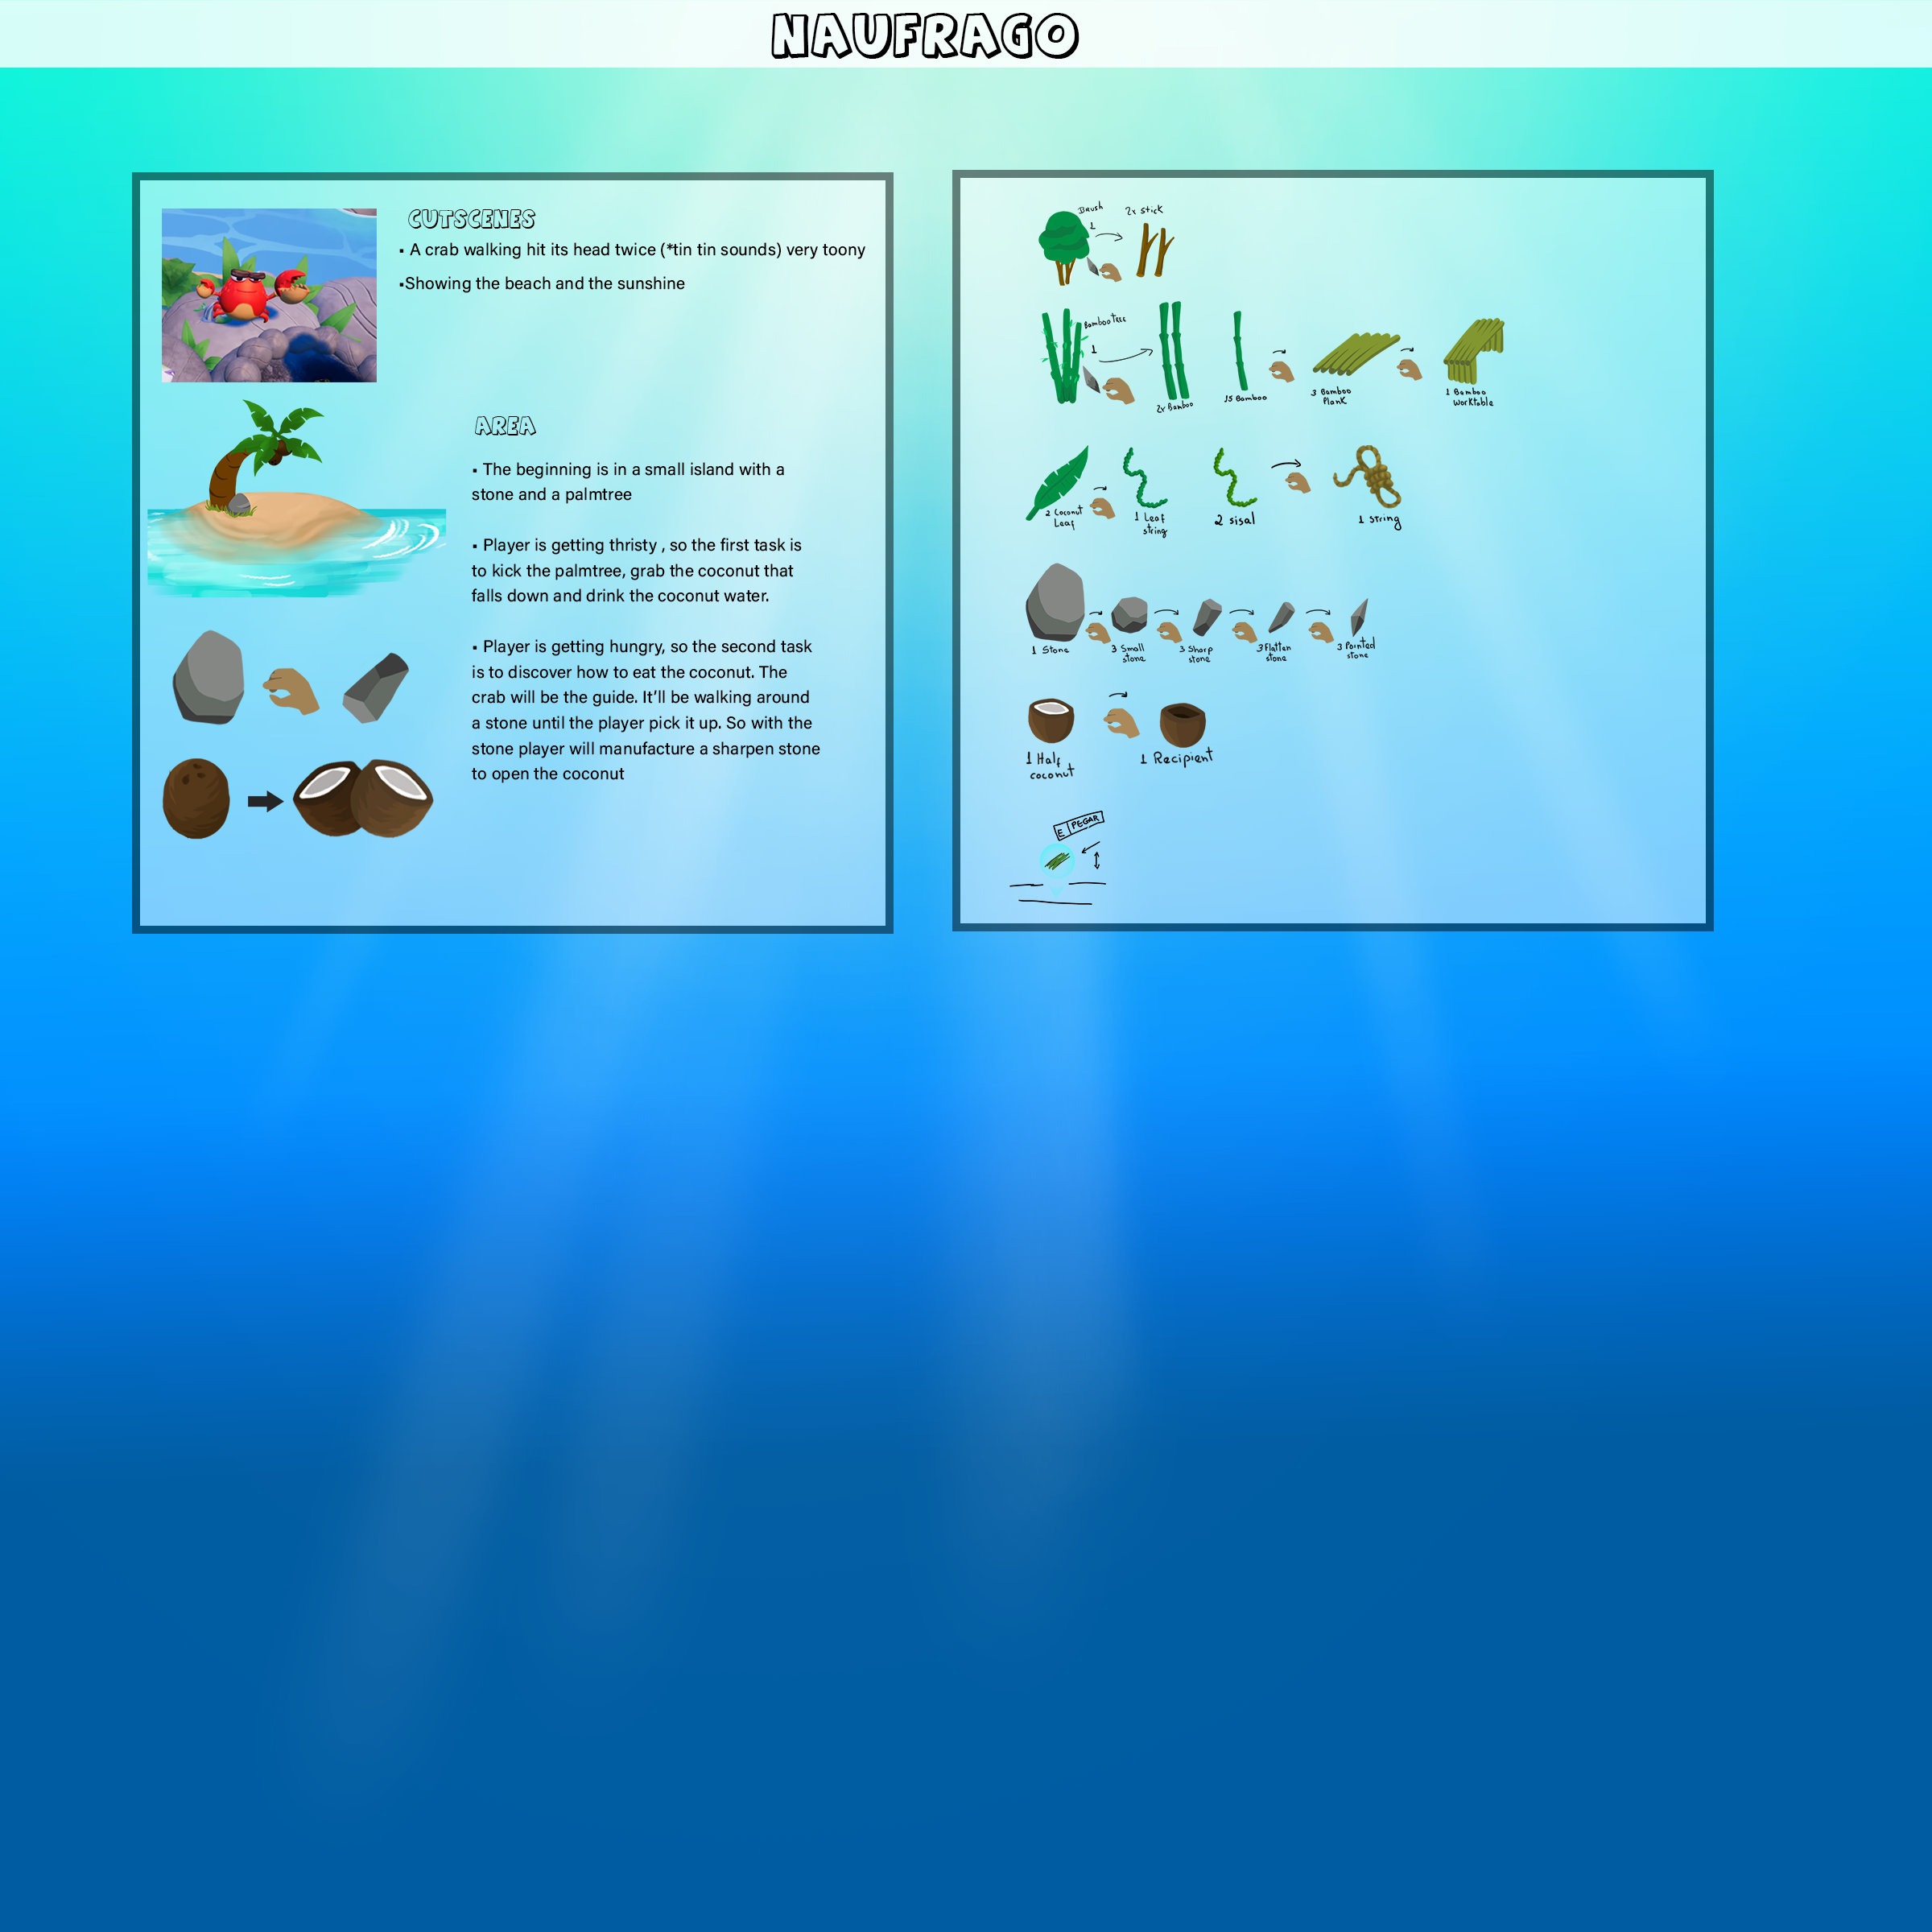 NAUFRAGO
CUTSCENES
▪ A crab walking hit its head twice (*tin tin sounds) very toony
▪Showing the beach and the sunshine
AREA
▪ The beginning is in a small island with a
stone and a palmtree
▪ Player is getting thristy , so the first task is
to kick the palmtree, grab the coconut that
falls down and drink the coconut water.
▪ Player is getting hungry, so the second task
is to discover how to eat the coconut. The
crab will be the guide. It'll be walking around
a stone until the player pick it up. So with the
stone player will manufacture a sharpen stone
to open the coconut
Brush
1
2x Stick
Bamboo tree
1
2x Bamboo
15 Bamboo
3 Bamboo
Plank
1 Bamboo
Worktable
2 Coconut
Leaf
1 Leaf
string
2 sisal
1 string
1 Stone
3 Small
stone
3 Sharp
stone
3 Flatten
stone
3 Pointed
stone
1 Half
coconut
1 Recipient
E PEGAR